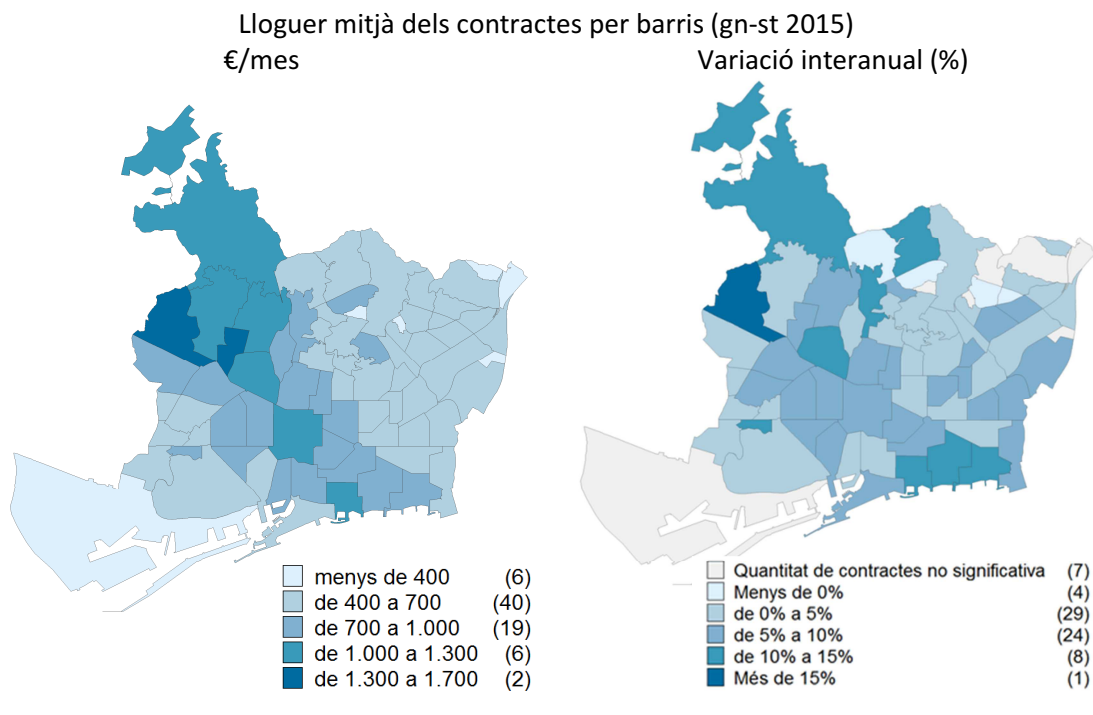 Lloguer mitjà dels contractes per barris (gn-st 2015)
€/mes
Variació interanual (%)
menys de 400 (6)
de 400 a 700 (40)
de 700 a 1.000 (19)
de 1.000 a 1.300 (6)
de 1.300 a 1.700 (2)
Quantitat de contractes no significativa (7)
Menys de 0% (4)
de 0% a 5% (29)
de 5% a 10% (24)
de 10% a 15% (8)
Més de 15% (1)